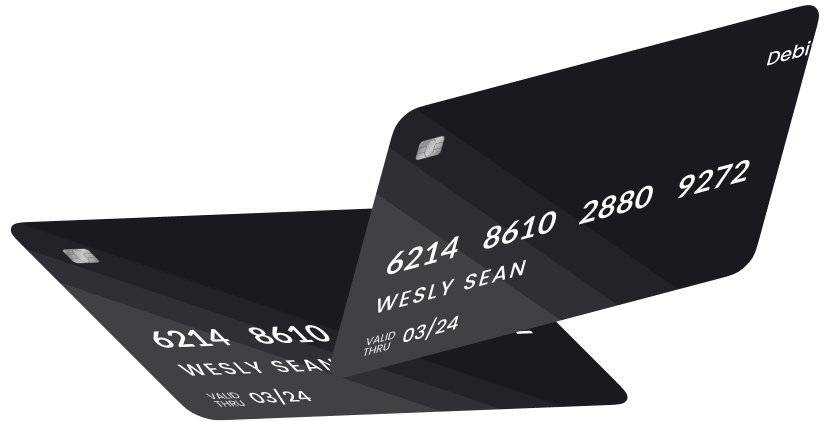 Debi
6214 8610 2880 9272
WESLY SEAN
VALID
THRU 03/24
6214 8610
WESLY SEAN
VALID
THRU 03/24